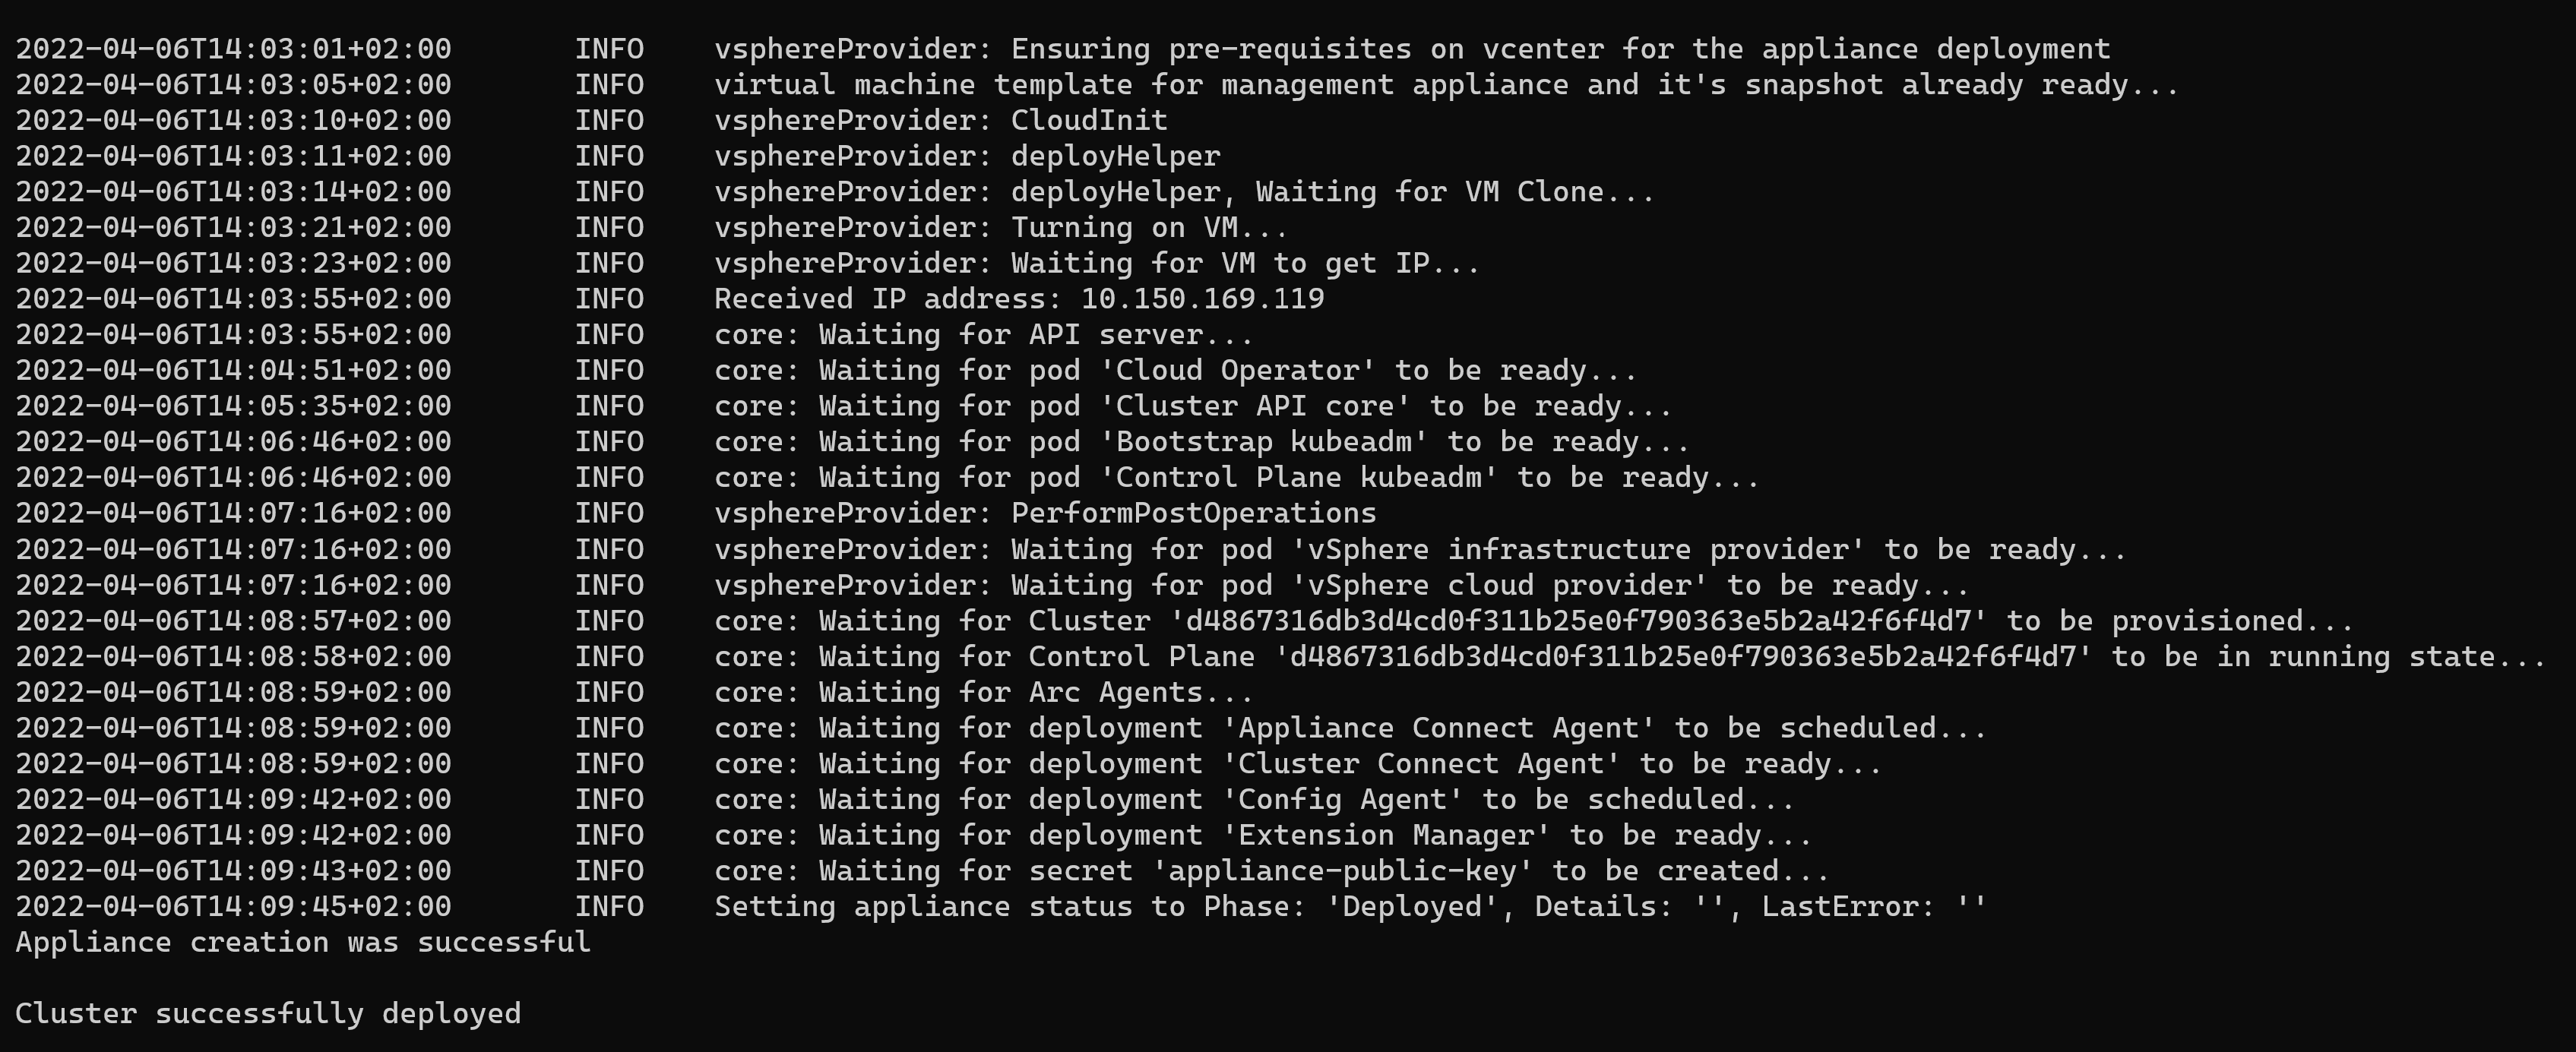 2022-04-06T14:03:01+02:00       INFO    vsphereProvider: Ensuring pre-requisites on vcenter for the appliance deployment
2022-04-06T14:03:05+02:00       INFO    virtual machine template for management appliance and it's snapshot already ready...
2022-04-06T14:03:10+02:00       INFO    vsphereProvider: CloudInit
2022-04-06T14:03:11+02:00       INFO    vsphereProvider: deployHelper
2022-04-06T14:03:14+02:00       INFO    vsphereProvider: deployHelper, Waiting for VM Clone...
2022-04-06T14:03:21+02:00       INFO    vsphereProvider: Turning on VM...
2022-04-06T14:03:23+02:00       INFO    vsphereProvider: Waiting for VM to get IP...
2022-04-06T14:03:55+02:00       INFO    Received IP address: 10.150.169.119
2022-04-06T14:03:55+02:00       INFO    core: Waiting for API server...
2022-04-06T14:04:51+02:00       INFO    core: Waiting for pod 'Cloud Operator' to be ready...
2022-04-06T14:05:35+02:00       INFO    core: Waiting for pod 'Cluster API core' to be ready...
2022-04-06T14:06:46+02:00       INFO    core: Waiting for pod 'Bootstrap kubeadm' to be ready...
2022-04-06T14:06:46+02:00       INFO    core: Waiting for pod 'Control Plane kubeadm' to be ready...
2022-04-06T14:07:16+02:00       INFO    vsphereProvider: PerformPostOperations
2022-04-06T14:07:16+02:00       INFO    vsphereProvider: Waiting for pod 'vSphere infrastructure provider' to be ready...
2022-04-06T14:07:16+02:00       INFO    vsphereProvider: Waiting for pod 'vSphere cloud provider' to be ready...
2022-04-06T14:08:57+02:00       INFO    core: Waiting for Cluster 'd4867316db3d4cd0f311b25e0f790363e5b2a42f6f4d7' to be provisioned...
2022-04-06T14:08:58+02:00       INFO    core: Waiting for Control Plane 'd4867316db3d4cd0f311b25e0f790363e5b2a42f6f4d7' to be in running state...
2022-04-06T14:08:59+02:00       INFO    core: Waiting for Arc Agents...
2022-04-06T14:08:59+02:00       INFO    core: Waiting for deployment 'Appliance Connect Agent' to be scheduled...
2022-04-06T14:08:59+02:00       INFO    core: Waiting for deployment 'Cluster Connect Agent' to be ready...
2022-04-06T14:09:42+02:00       INFO    core: Waiting for deployment 'Config Agent' to be scheduled...
2022-04-06T14:09:42+02:00       INFO    core: Waiting for deployment 'Extension Manager' to be ready...
2022-04-06T14:09:43+02:00       INFO    core: Waiting for secret 'appliance-public-key' to be created...
2022-04-06T14:09:45+02:00       INFO    Setting appliance status to Phase: 'Deployed', Details: '', LastError: ''
Appliance creation was successful
Cluster successfully deployed